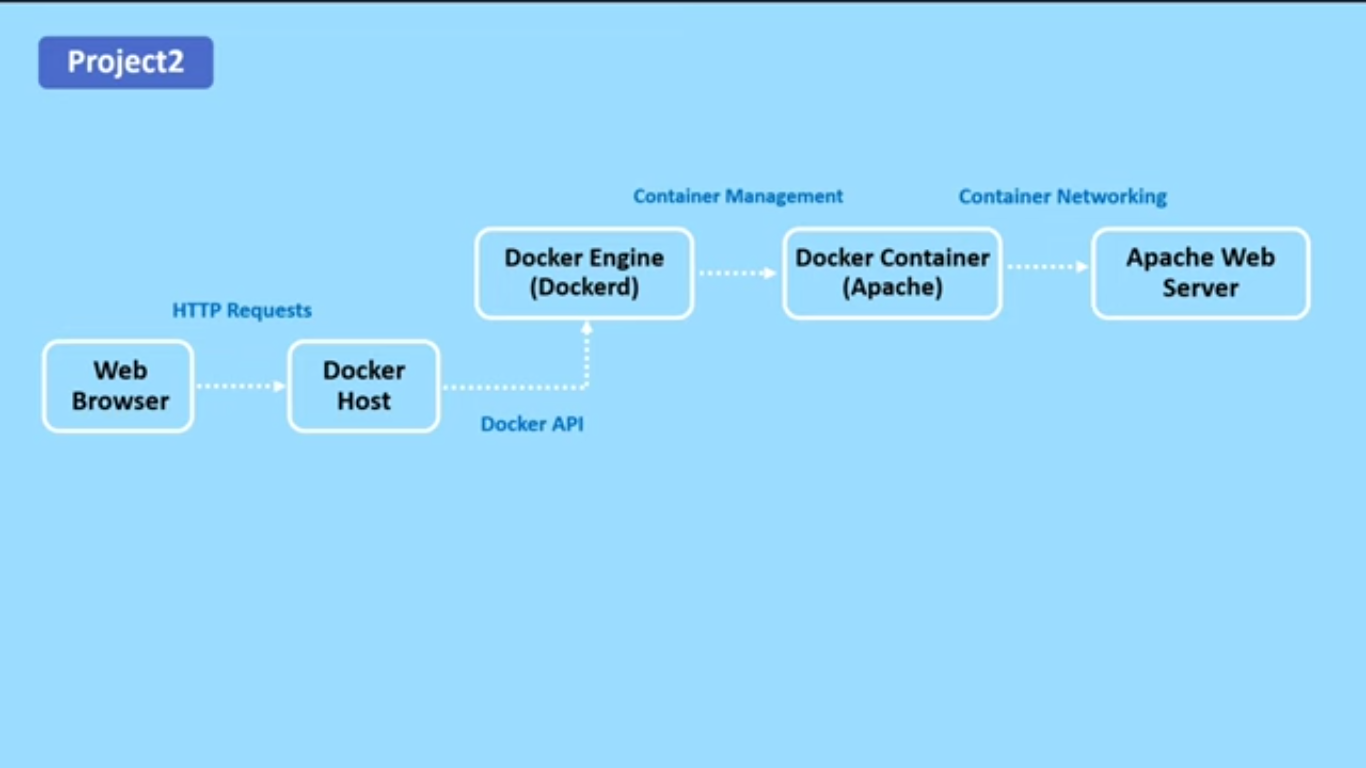 Project2
Container Management
Container Networking
Docker Engine
(Dockerd)
Docker Container
(Apache)
Apache Web
Server
HTTP Requests
Web
Browser
Docker
Host
Docker API